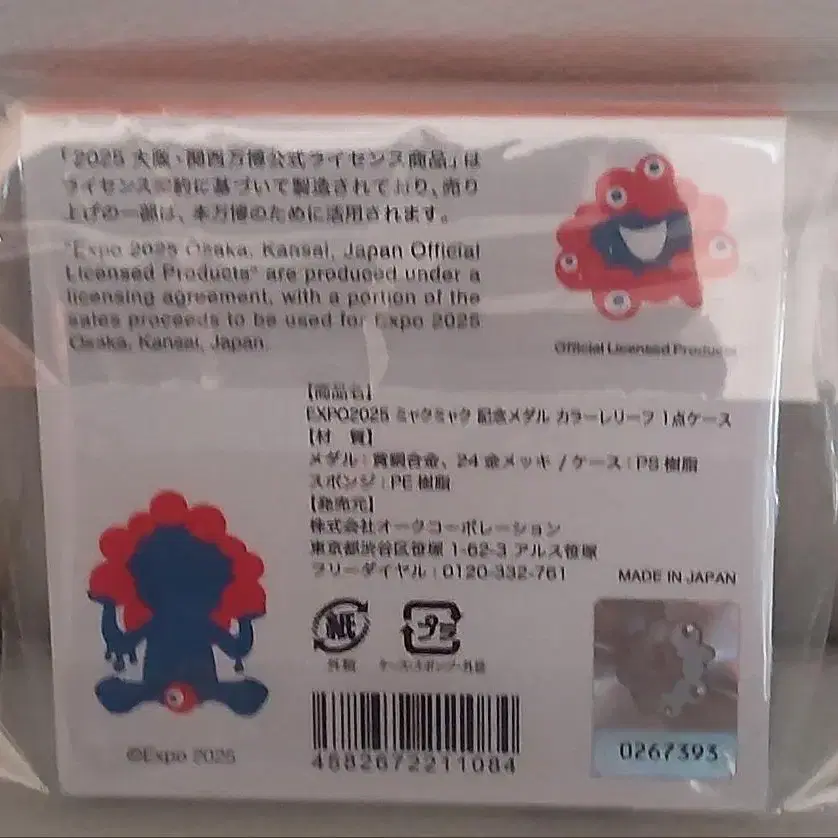 「2025 大阪・関西万博公式ライセンス商品」は
ライセンス契約に基づいて製造されており、売り
上げの一部は、本万博のために活用されます。
"Expo 2025 Osaka, Kansai, Japan Official
Licensed Products" are produced under a
licensing agreement, with a portion of the
sales proceeds to be used for Expo 2025
Osaka, Kansai, Japan.
Official Licensed Product
【商品名】
EXPO2025 ミャクミャク 記念メダル カラーレリーフ 1点ケース
【材 質】
メダル:黄銅合金、24金メッキ / ケース:PS樹脂
スポンジ:PE樹脂
【発売元】
株式会社オークコーポレーション
東京都渋谷区笹塚 1-62-3 アルス笹塚
フリーダイヤル:0120-332-761
MADE IN JAPAN
プラ
外箱
ケース・スポンジ・外袋
©Expo 2025
4582672211084
0267393